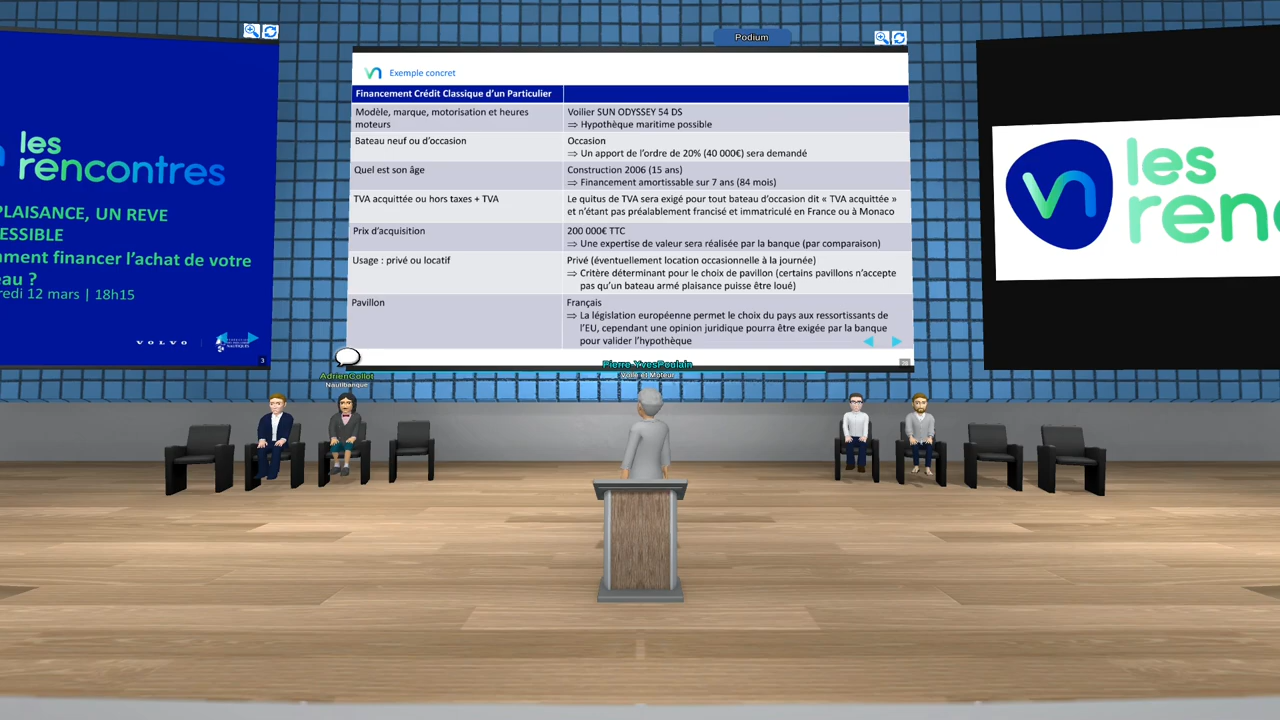 Podium
les
rencontres
PLAISANCE, UN REVE
ESSIBLE
ment financer l'achat de votre
eau ?
redi 12 mars | 18h15
VOLVO
3
Exemple concret
Financement Crédit Classique d'un Particulier
Modèle, marque, motorisation et heures
moteurs
Voilier SUN ODYSSEY 54 DS
⇒ Hypothèque maritime possible
Bateau neuf ou d'occasion
Occasion
⇒ Un apport de l'ordre de 20% (40 000€) sera demandé
Quel est son âge
Construction 2006 (15 ans)
⇒ Financement amortissable sur 7 ans (84 mois)
TVA acquittée ou hors taxes + TVA
Le quitus de TVA sera exigé pour tout bateau d'occasion dit « TVA acquittée »
et n'étant pas préalablement francisé et immatriculé en France ou à Monaco
Prix d'acquisition
200 000€ TTC
⇒ Une expertise de valeur sera réalisée par la banque (par comparaison)
Usage : privé ou locatif
Privé (éventuellement location occasionnelle à la journée)
⇒ Critère déterminant pour le choix de pavillon (certains pavillons n'accepte
pas qu'un bateau armé plaisance puisse être loué)
Pavillon
Français
⇒ La législation européenne permet le choix du pays aux ressortissants de
l'EU, cependant une opinion juridique pourra être exigée par la banque
pour valider l'hypothèque
les
renc
AdrienCollot
Nautibanque
Pierre-YvesPoulain
Voile et Moteur